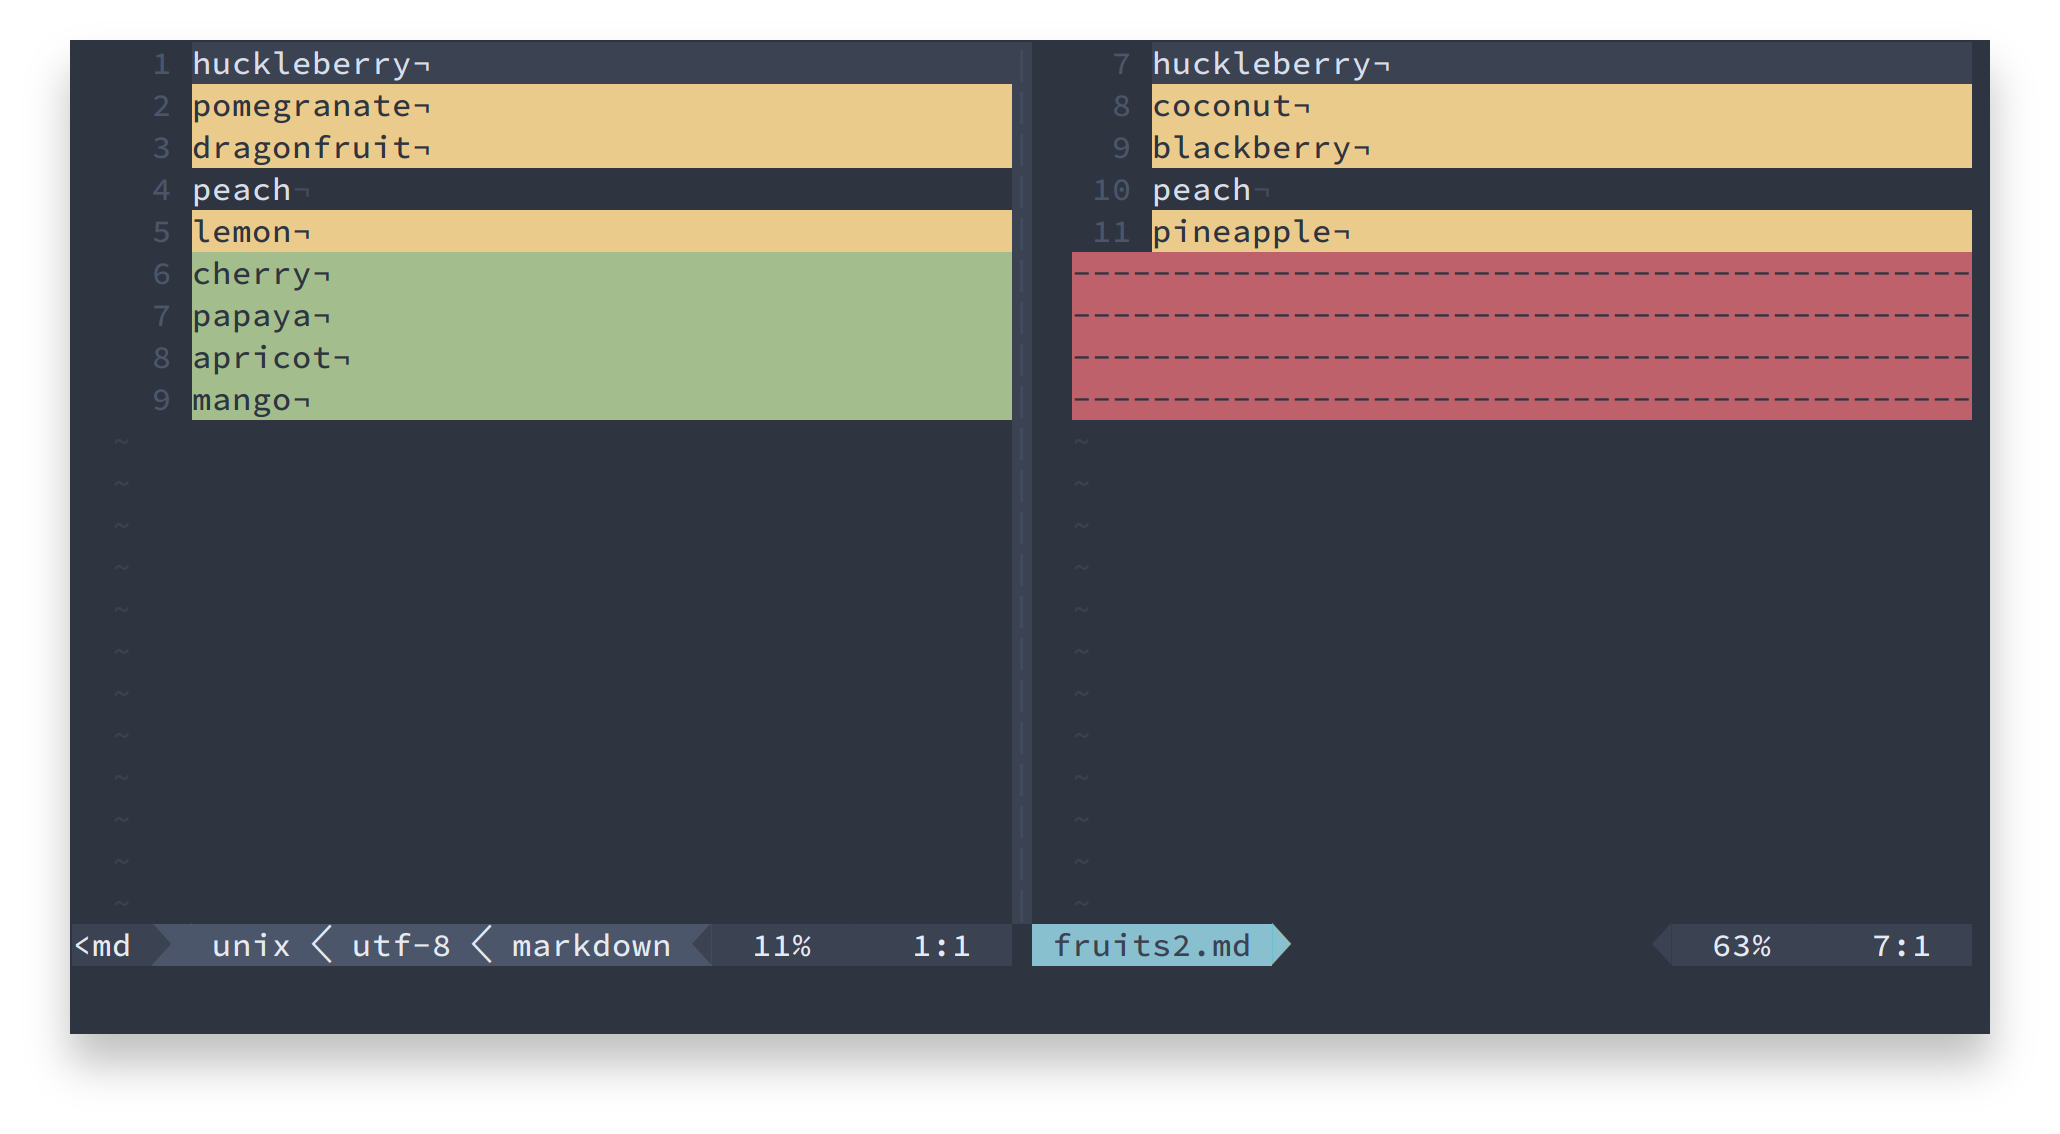 1 huckleberry¬
2 pomegranate¬
3 dragonfruit¬
4 peach¬
5 lemon¬
6 cherry¬
7 papaya¬
8 apricot¬
9 mango¬
~
~
~
~
~
~
~
~
~
~
~
~
<md unix < utf-8 < markdown 11% 1:1
7 huckleberry¬
8 coconut¬
9 blackberry¬
10 peach¬
11 pineapple¬
---------------------------------------------
---------------------------------------------
---------------------------------------------
---------------------------------------------
~
~
~
~
~
~
~
~
~
~
~
~
fruits2.md 63% 7:1